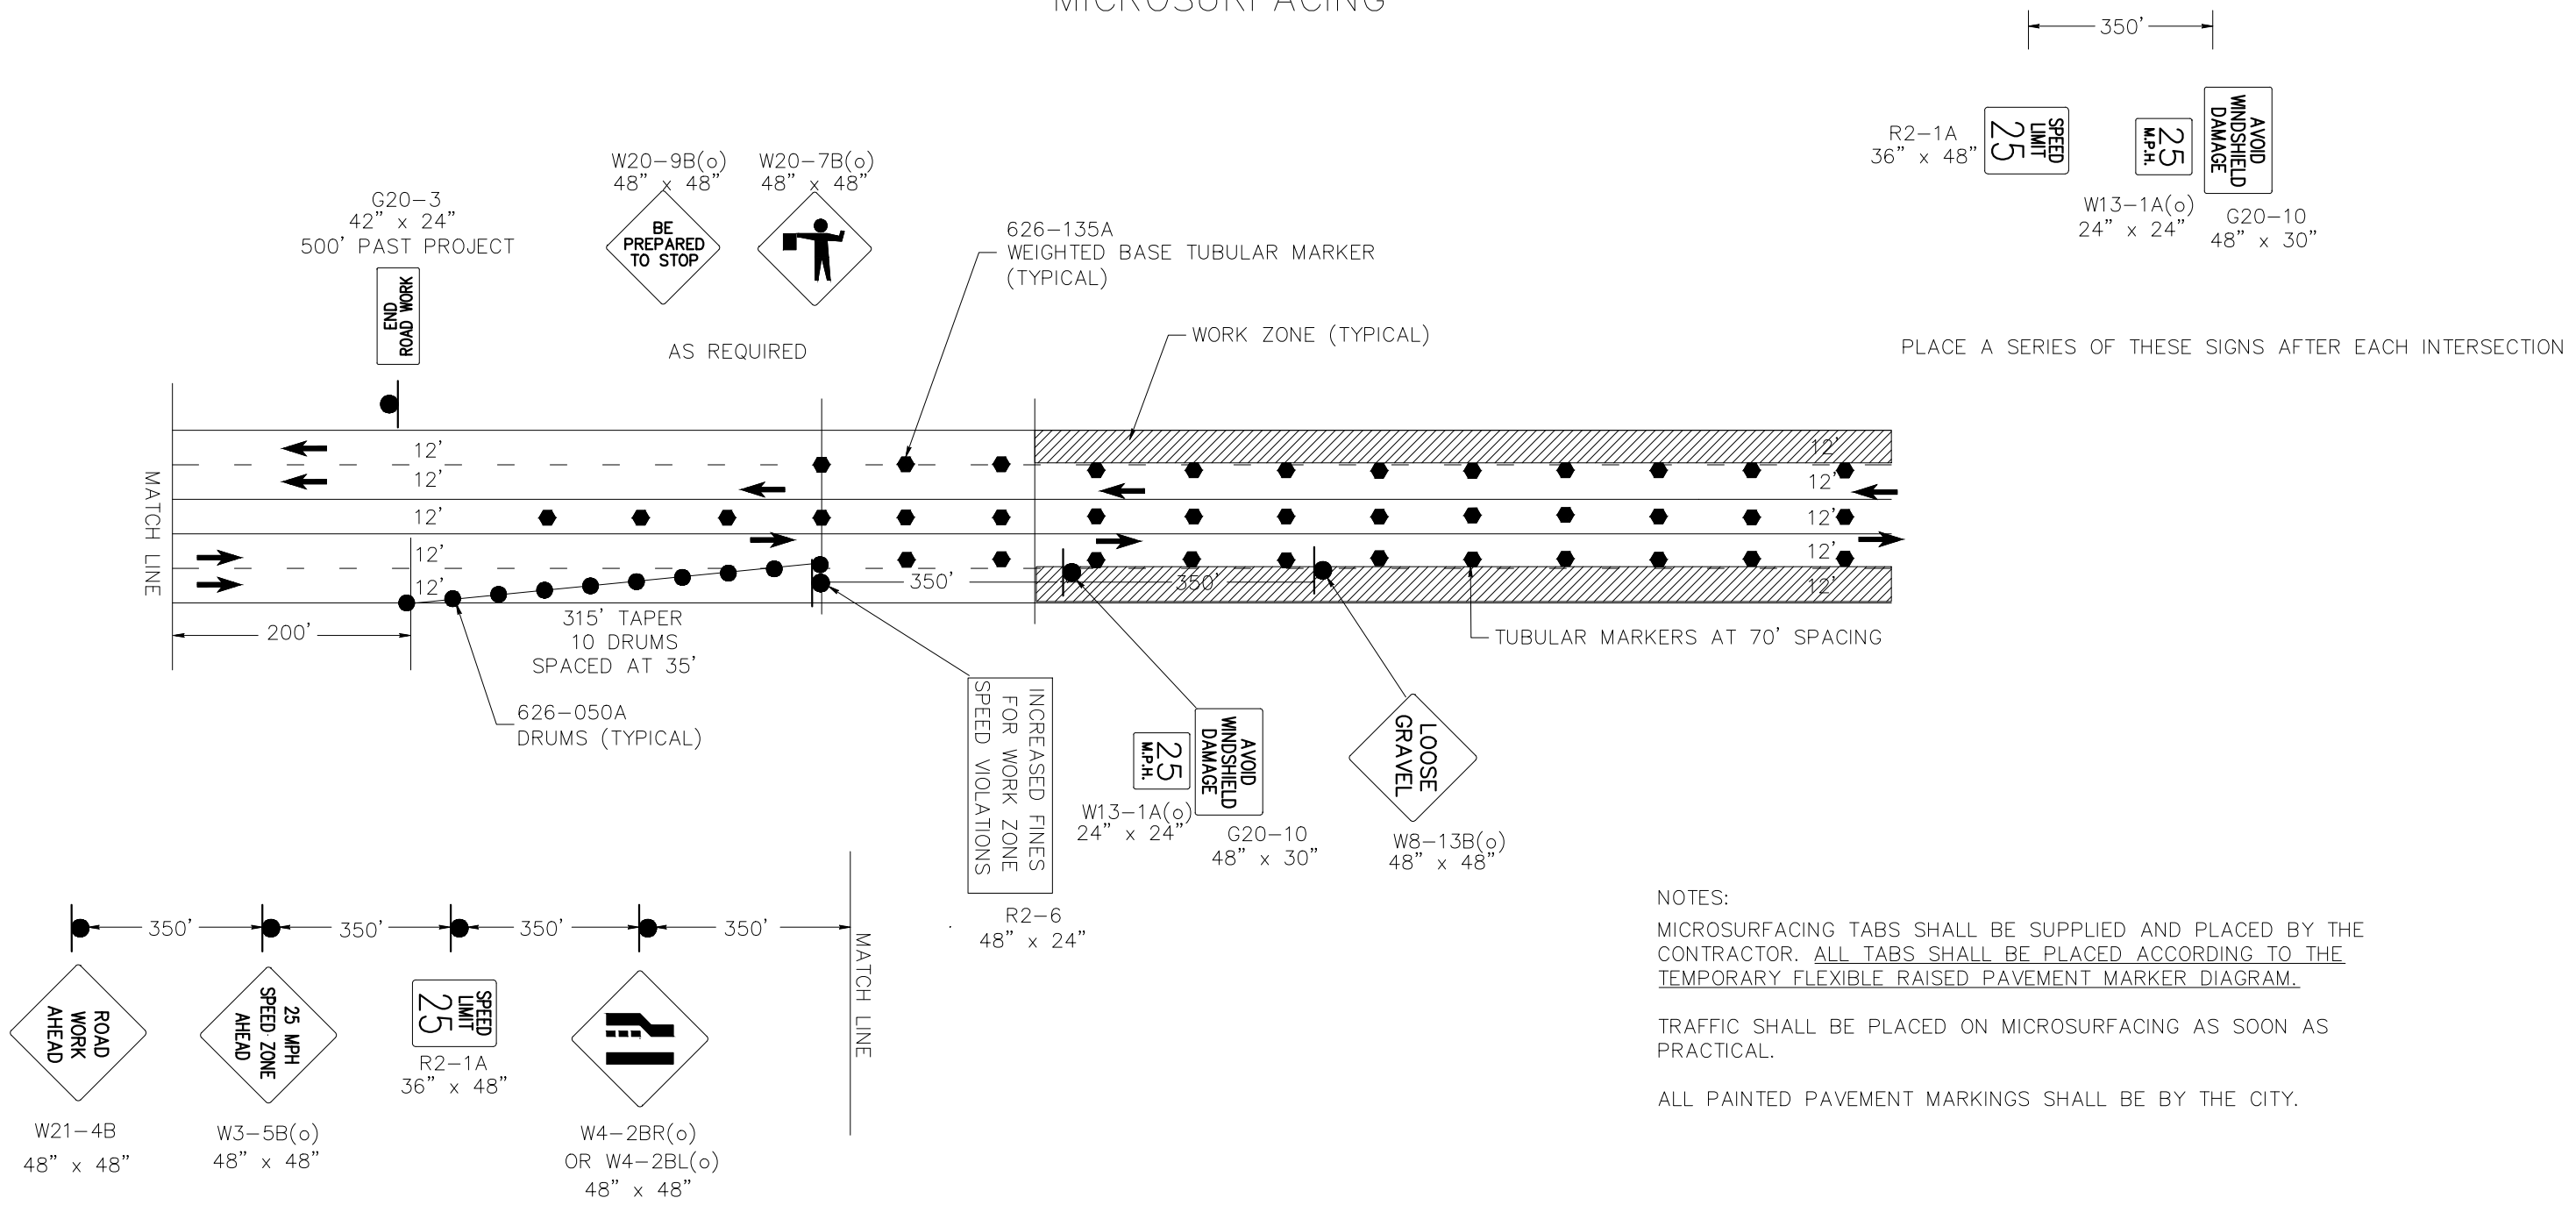 MICROSURFACING
350'
R2-1A
36" x 48"
SPEED
LIMIT
25
25
M.P.H.
AVOID
WINDSHIELD
DAMAGE
W13-1A(o)
24" x 24"
G20-10
48" x 30"
PLACE A SERIES OF THESE SIGNS AFTER EACH INTERSECTION
G20-3
42" x 24"
500' PAST PROJECT
END
ROAD WORK
W20-9B(o)
48" x 48"
BE
PREPARED
TO STOP
W20-7B(o)
48" x 48"
AS REQUIRED
626-135A
WEIGHTED BASE TUBULAR MARKER
(TYPICAL)
WORK ZONE (TYPICAL)
MATCH LINE
12'
12'
12'
12'
12'
12'
12'
12'
12'
12'
350'
350'
200'
315' TAPER
10 DRUMS
SPACED AT 35'
TUBULAR MARKERS AT 70' SPACING
626-050A
DRUMS (TYPICAL)
INCREASED FINES
FOR WORK ZONE
SPEED VIOLATIONS
R2-6
48" x 24"
25
M.P.H.
AVOID
WINDSHIELD
DAMAGE
W13-1A(o)
24" x 24"
G20-10
48" x 30"
LOOSE
GRAVEL
W8-13B(o)
48" x 48"
350'
350'
350'
350'
MATCH LINE
ROAD
WORK
AHEAD
W21-4B
48" x 48"
25 MPH
SPEED ZONE
AHEAD
W3-5B(o)
48" x 48"
SPEED
LIMIT
25
R2-1A
36" x 48"
W4-2BR(o)
OR W4-2BL(o)
48" x 48"
NOTES:
MICROSURFACING TABS SHALL BE SUPPLIED AND PLACED BY THE
CONTRACTOR. ALL TABS SHALL BE PLACED ACCORDING TO THE
TEMPORARY FLEXIBLE RAISED PAVEMENT MARKER DIAGRAM.
TRAFFIC SHALL BE PLACED ON MICROSURFACING AS SOON AS
PRACTICAL.
ALL PAINTED PAVEMENT MARKINGS SHALL BE BY THE CITY.